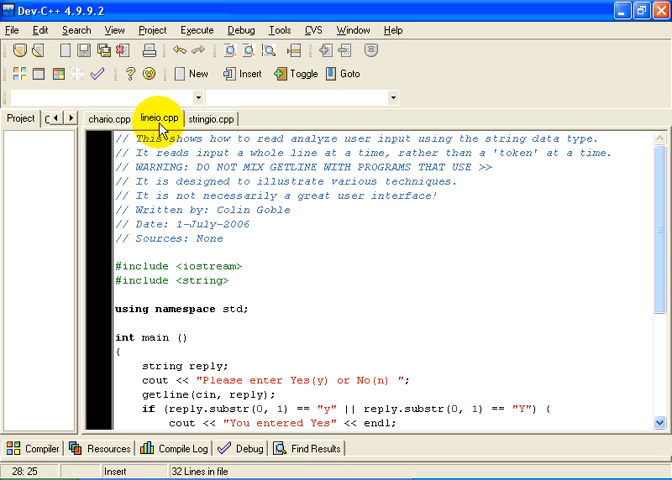 Dev-C++ 4.9.9.2
File Edit Search View Project Execute Debug Tools CVS Window Help
New Insert Toggle Goto
Project chario.cpp lineio.cpp stringio.cpp
// This shows how to read analyze user input using the string data type.
// It reads input a whole line at a time, rather than a 'token' at a time.
// WARNING: DO NOT MIX GETLINE WITH PROGRAMS THAT USE >>
// It is designed to illustrate various techniques.
// It is not necessarily a great user interface!
// Written by: Colin Goble
// Date: 1-July-2006
// Sources: None
#include <iostream>
#include <string>
using namespace std;
int main ()
{
string reply;
cout << "Please enter Yes(y) or No(n) ";
getline(cin, reply);
if (reply.substr(0, 1) == "y" || reply.substr(0, 1) == "Y") {
cout << "You entered Yes" << endl;
Compiler Resources Compile Log Debug Find Results
28: 25 Insert 32 Lines in file